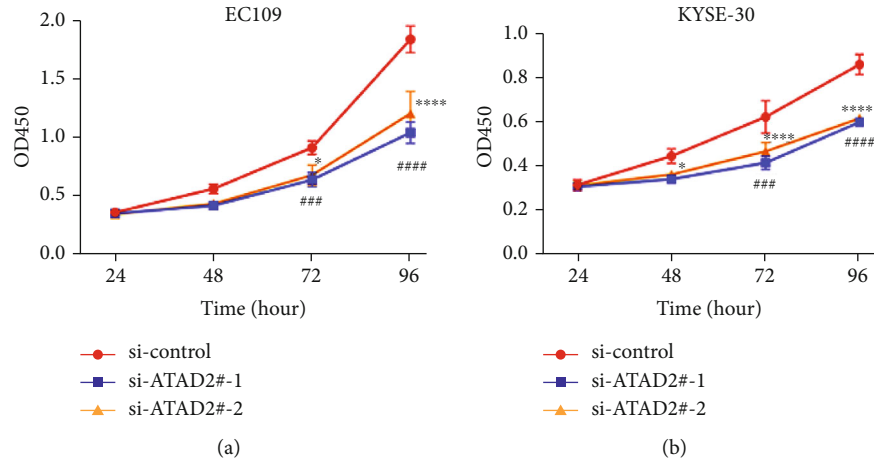 EC109
2.0
1.5
1.0
0.5
0.0
OD450
****
*
###
####
24 48 72 96
Time (hour)
si-control
si-ATAD2#-1
si-ATAD2#-2
(a)
KYSE-30
1.0
0.8
0.6
0.4
0.2
0.0
OD450
*
****
****
###
####
24 48 72 96
Time (hour)
si-control
si-ATAD2#-1
si-ATAD2#-2
(b)